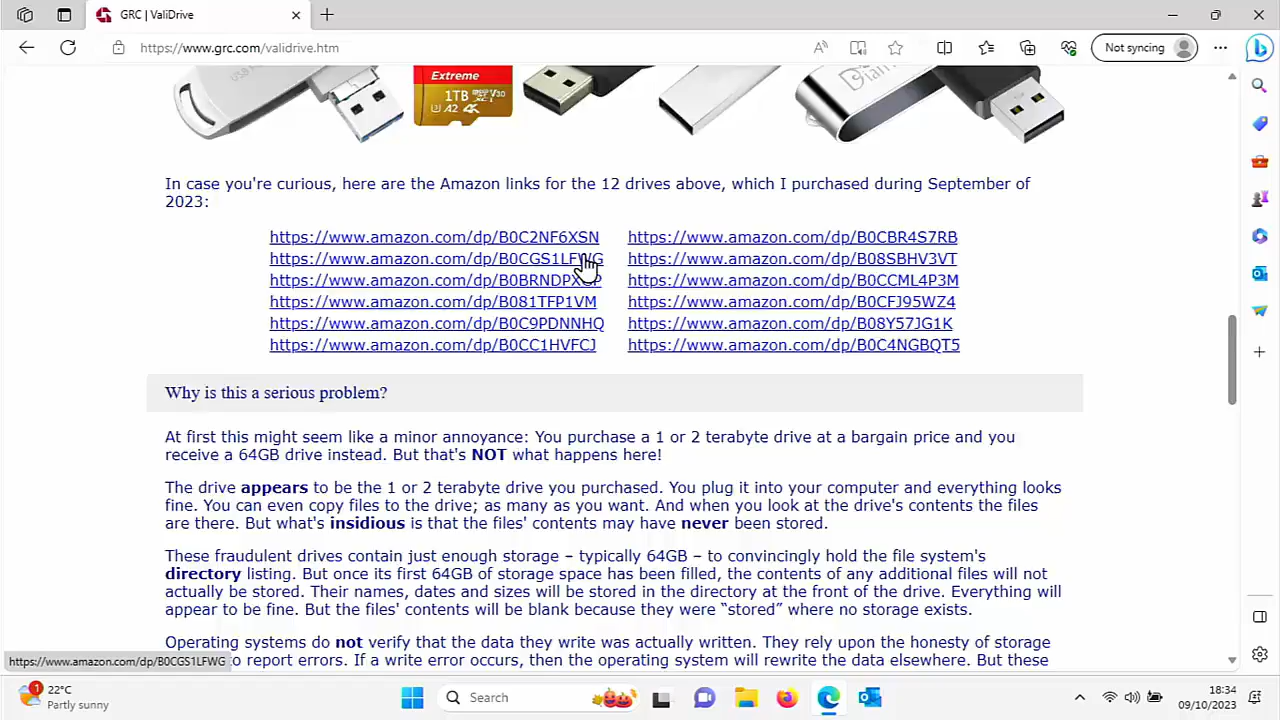 GRC | ValiDrive
https://www.grc.com/validrive.htm
Not syncing
Extreme
1TB
V30
A2 4K
In case you're curious, here are the Amazon links for the 12 drives above, which I purchased during September of
2023:
https://www.amazon.com/dp/B0C2NF6XSN https://www.amazon.com/dp/B0CBR4S7RB
https://www.amazon.com/dp/B0CGS1LFWG https://www.amazon.com/dp/B08SBHV3VT
https://www.amazon.com/dp/B0CCML4P3M
https://www.amazon.com/dp/B081TFP1VM https://www.amazon.com/dp/B0CFJ95WZ4
https://www.amazon.com/dp/B0C9PDNNHQ https://www.amazon.com/dp/B08Y57JG1K
https://www.amazon.com/dp/B0CC1HVFCJ https://www.amazon.com/dp/B0C4NGBQT5
Why is this a serious problem?
At first this might seem like a minor annoyance: You purchase a 1 or 2 terabyte drive at a bargain price and you
receive a 64GB drive instead. But that's NOT what happens here!
The drive appears to be the 1 or 2 terabyte drive you purchased. You plug it into your computer and everything looks
fine. You can even copy files to the drive; as many as you want. And when you look at the drive's contents the files
are there. But what's insidious is that the files' contents may have never been stored.
These fraudulent drives contain just enough storage – typically 64GB – to convincingly hold the file system's
directory listing. But once its first 64GB of storage space has been filled, the contents of any additional files will not
actually be stored. Their names, dates and sizes will be stored in the directory at the front of the drive. Everything will
appear to be fine. But the files' contents will be blank because they were “stored” where no storage exists.
Operating systems do not verify that the data they write was actually written. They rely upon the honesty of storage
to report errors. If a write error occurs, then the operating system will rewrite the data elsewhere. But these
https://www.amazon.com/dp/B0CGS1LFWG
1
22°C
Partly sunny
Search
18:34
09/10/2023